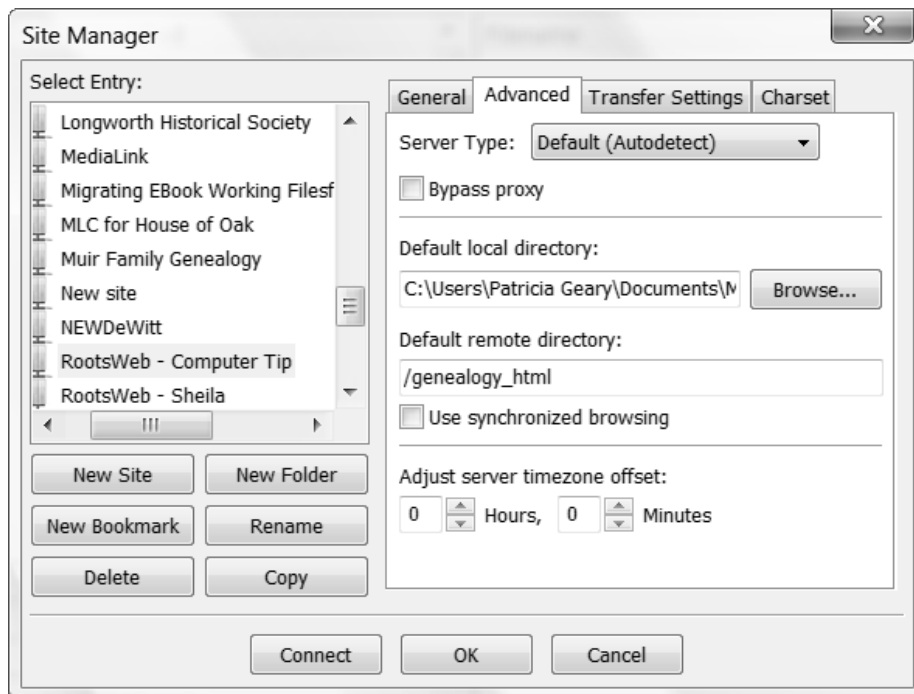 Site Manager
Select Entry:
Longworth Historical Society
MediaLink
Migrating EBook Working Filesf
MLC for House of Oak
Muir Family Genealogy
New site
NEWDeWitt
RootsWeb - Computer Tip
RootsWeb - Sheila
New Site New Folder
New Bookmark Rename
Delete Copy
General Advanced Transfer Settings Charset
Server Type: Default (Autodetect)
Bypass proxy
Default local directory:
C:\Users\Patricia Geary\Documents\M Browse...
Default remote directory:
/genealogy_html
Use synchronized browsing
Adjust server timezone offset:
0 Hours, 0 Minutes
Connect OK Cancel